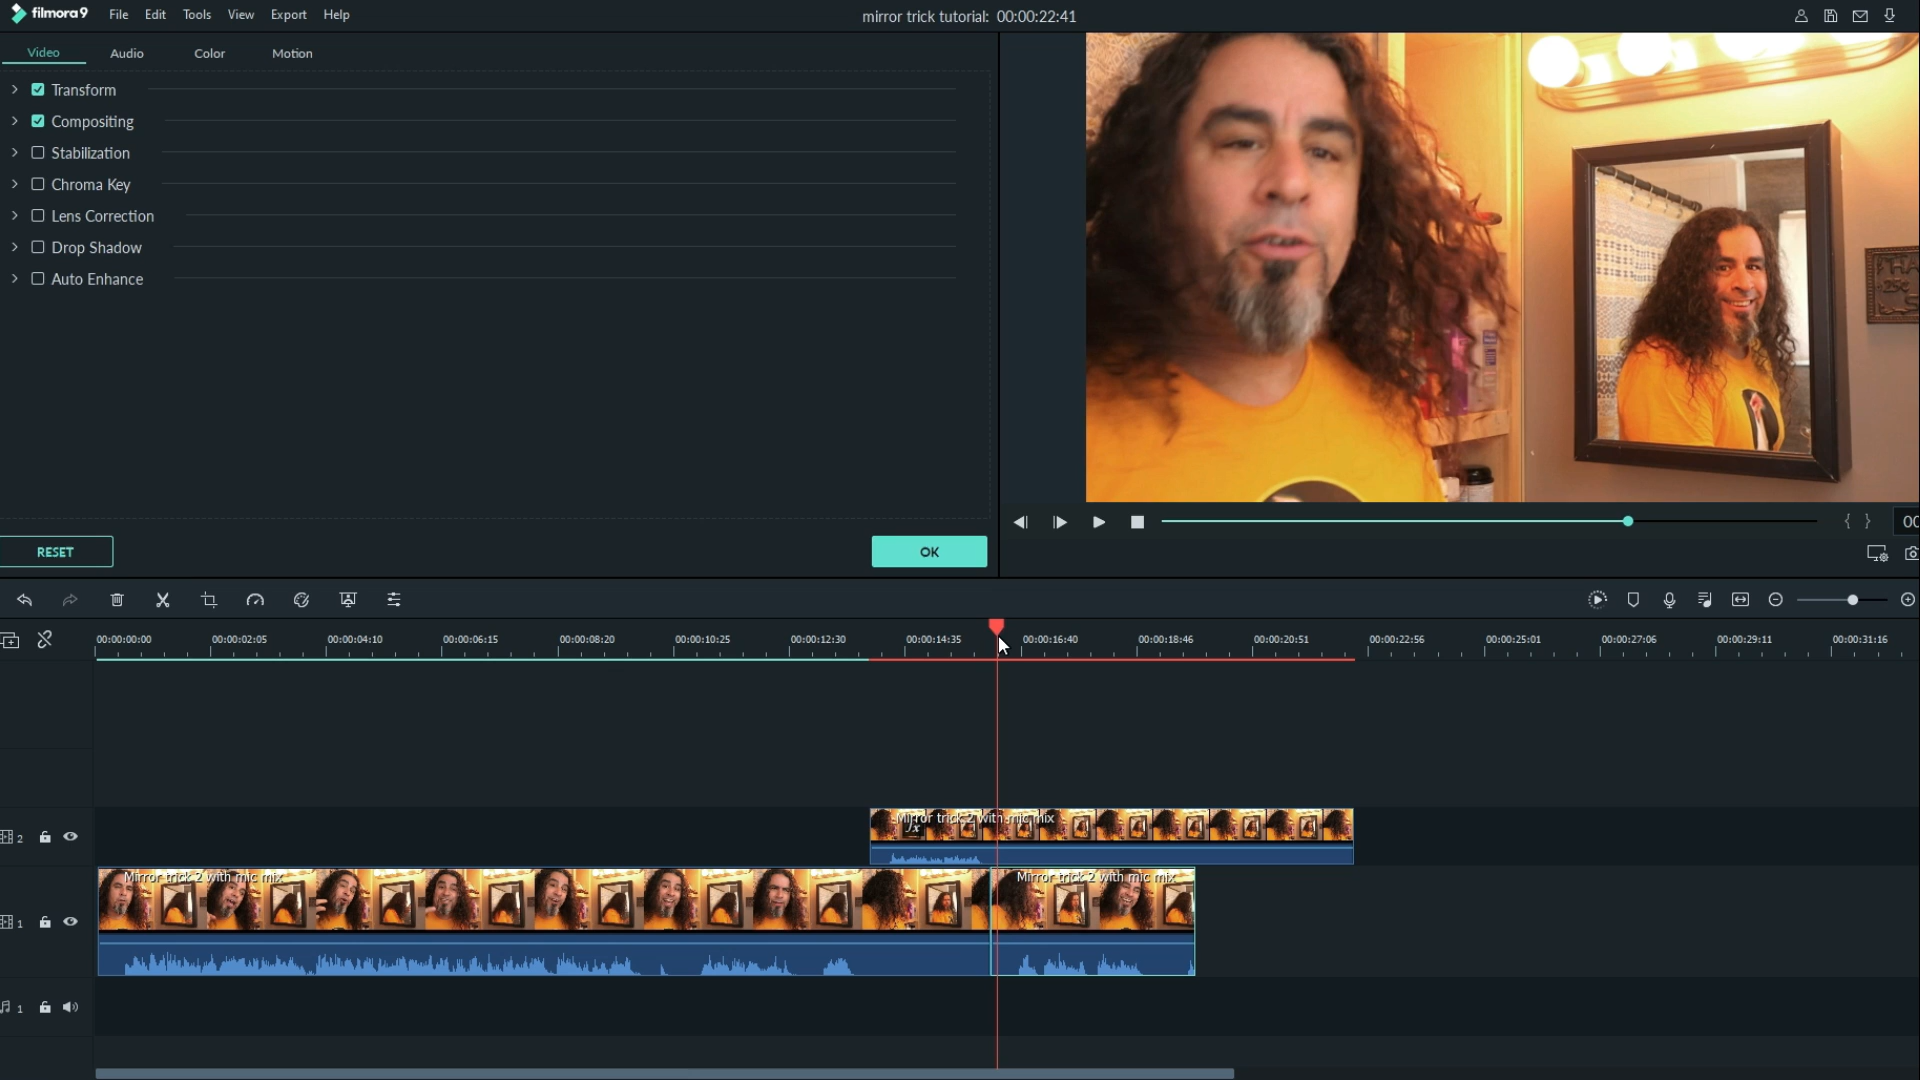 filmora9 File Edit Tools View Export Help mirror trick tutorial: 00:00:22:41
Video Audio Color Motion
Transform
Compositing
Stabilization
Chroma Key
Lens Correction
Drop Shadow
Auto Enhance
RESET OK
{ } 00
00:00:00:00 00:00:02:05 00:00:04:10 00:00:06:15 00:00:08:20 00:00:10:25 00:00:12:30 00:00:14:35 00:00:16:40 00:00:18:46 00:00:20:51 00:00:22:56 00:00:25:01 00:00:27:06 00:00:29:11 00:00:31:16
Mirror trick 2 with mic mix
fx
2
Mirror trick 2 with mic mix Mirror trick 2 with mic mix
1
1